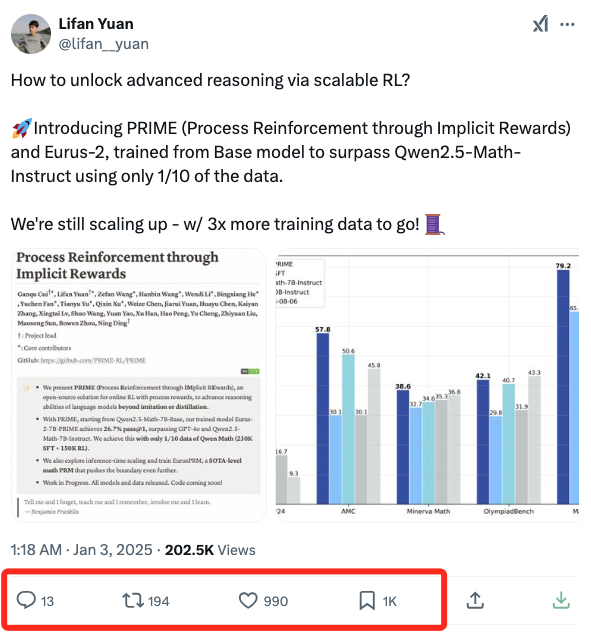 Lifan Yuan
@lifan__yuan
How to unlock advanced reasoning via scalable RL?
🚀Introducing PRIME (Process Reinforcement through Implicit Rewards)
and Eurus-2, trained from Base model to surpass Qwen2.5-Math-
Instruct using only 1/10 of the data.
We're still scaling up - w/ 3x more training data to go! 🧵
Process Reinforcement through
Implicit Rewards
Ganqu Cui†*, Lifan Yuan†*, Zefan Wang*, Hanbin Wang*, Wendi Li*, Bingxiang He*
, Yuchen Fan*, Tianyu Yu*, Qixin Xu*, Weize Chen, Jiarui Yuan, Huayu Chen, Kaiyan
Zhang, Xingtai Lv, Shuo Wang, Yuan Yao, Xu Han, Hao Peng, Yu Cheng, Zhiyuan Liu,
Maosong Sun, Bowen Zhou, Ning Ding†
† : Project lead
*: Core contributors
GitHub: https://github.com/PRIME-RL/PRIME
✨
• We present PRIME (Process Reinforcement through IMplicit REwards), an
open-source solution for online RL with process rewards, to advance reasoning
abilities of language models beyond imitation or distillation.
• With PRIME, starting from Qwen2.5-Math-7B-Base, our trained model Eurus-
2-7B-PRIME achieves 26.7% pass@1, surpassing GPT-4o and Qwen2.5-
Math-7B-Instruct. We achieve this with only 1/10 data of Qwen Math (230K
SFT + 150K RL).
• We also explore inference-time scaling and train EurusPRM, a SOTA-level
math PRM that pushes the boundary even further.
• Work in Progress. All models and data released. Code coming soon!
Tell me and I forget, teach me and I remember, involve me and I learn.
— Benjamin Franklin
PRIME
FT
ath-7B-Instruct
0B-Instruct
-08-06
16.7
9.3
57.8
30.1
50.6
30.1
45.8
38.6
32.7
34.6
35.3
36.8
42.1
29.8
40.7
31.9
43.3
79.2
65.
24
AMC
Minerva Math
OlympiadBench
M
1:18 AM · Jan 3, 2025 · 202.5K Views
13
194
990
1K